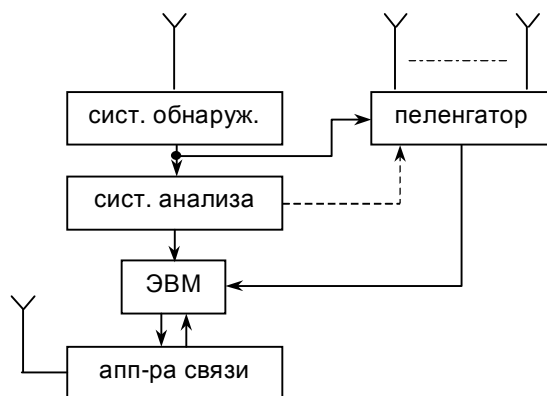 сист. обнаруж.
пеленгатор
сист. анализа
ЭВМ
апп-ра связи